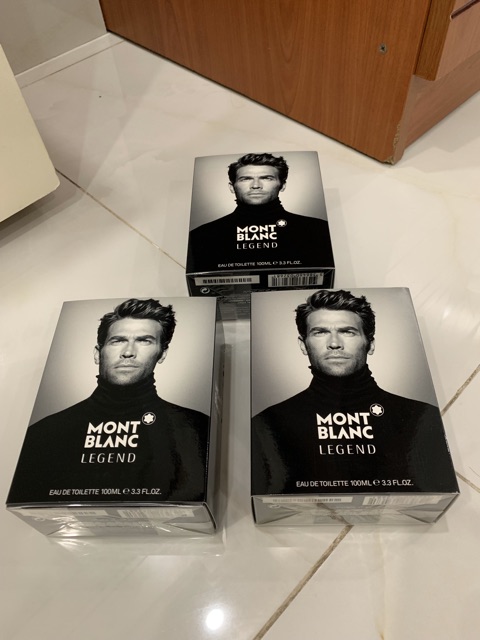 MONT
BLANC
LEGEND
EAU DE TOILETTE 100ML ℮ 3.3 FL.OZ.
MONT
BLANC
LEGEND
EAU DE TOILETTE 100ML ℮ 3.3 FL.OZ.
MONT
BLANC
LEGEND
EAU DE TOILETTE 100ML ℮ 3.3 FL.OZ.